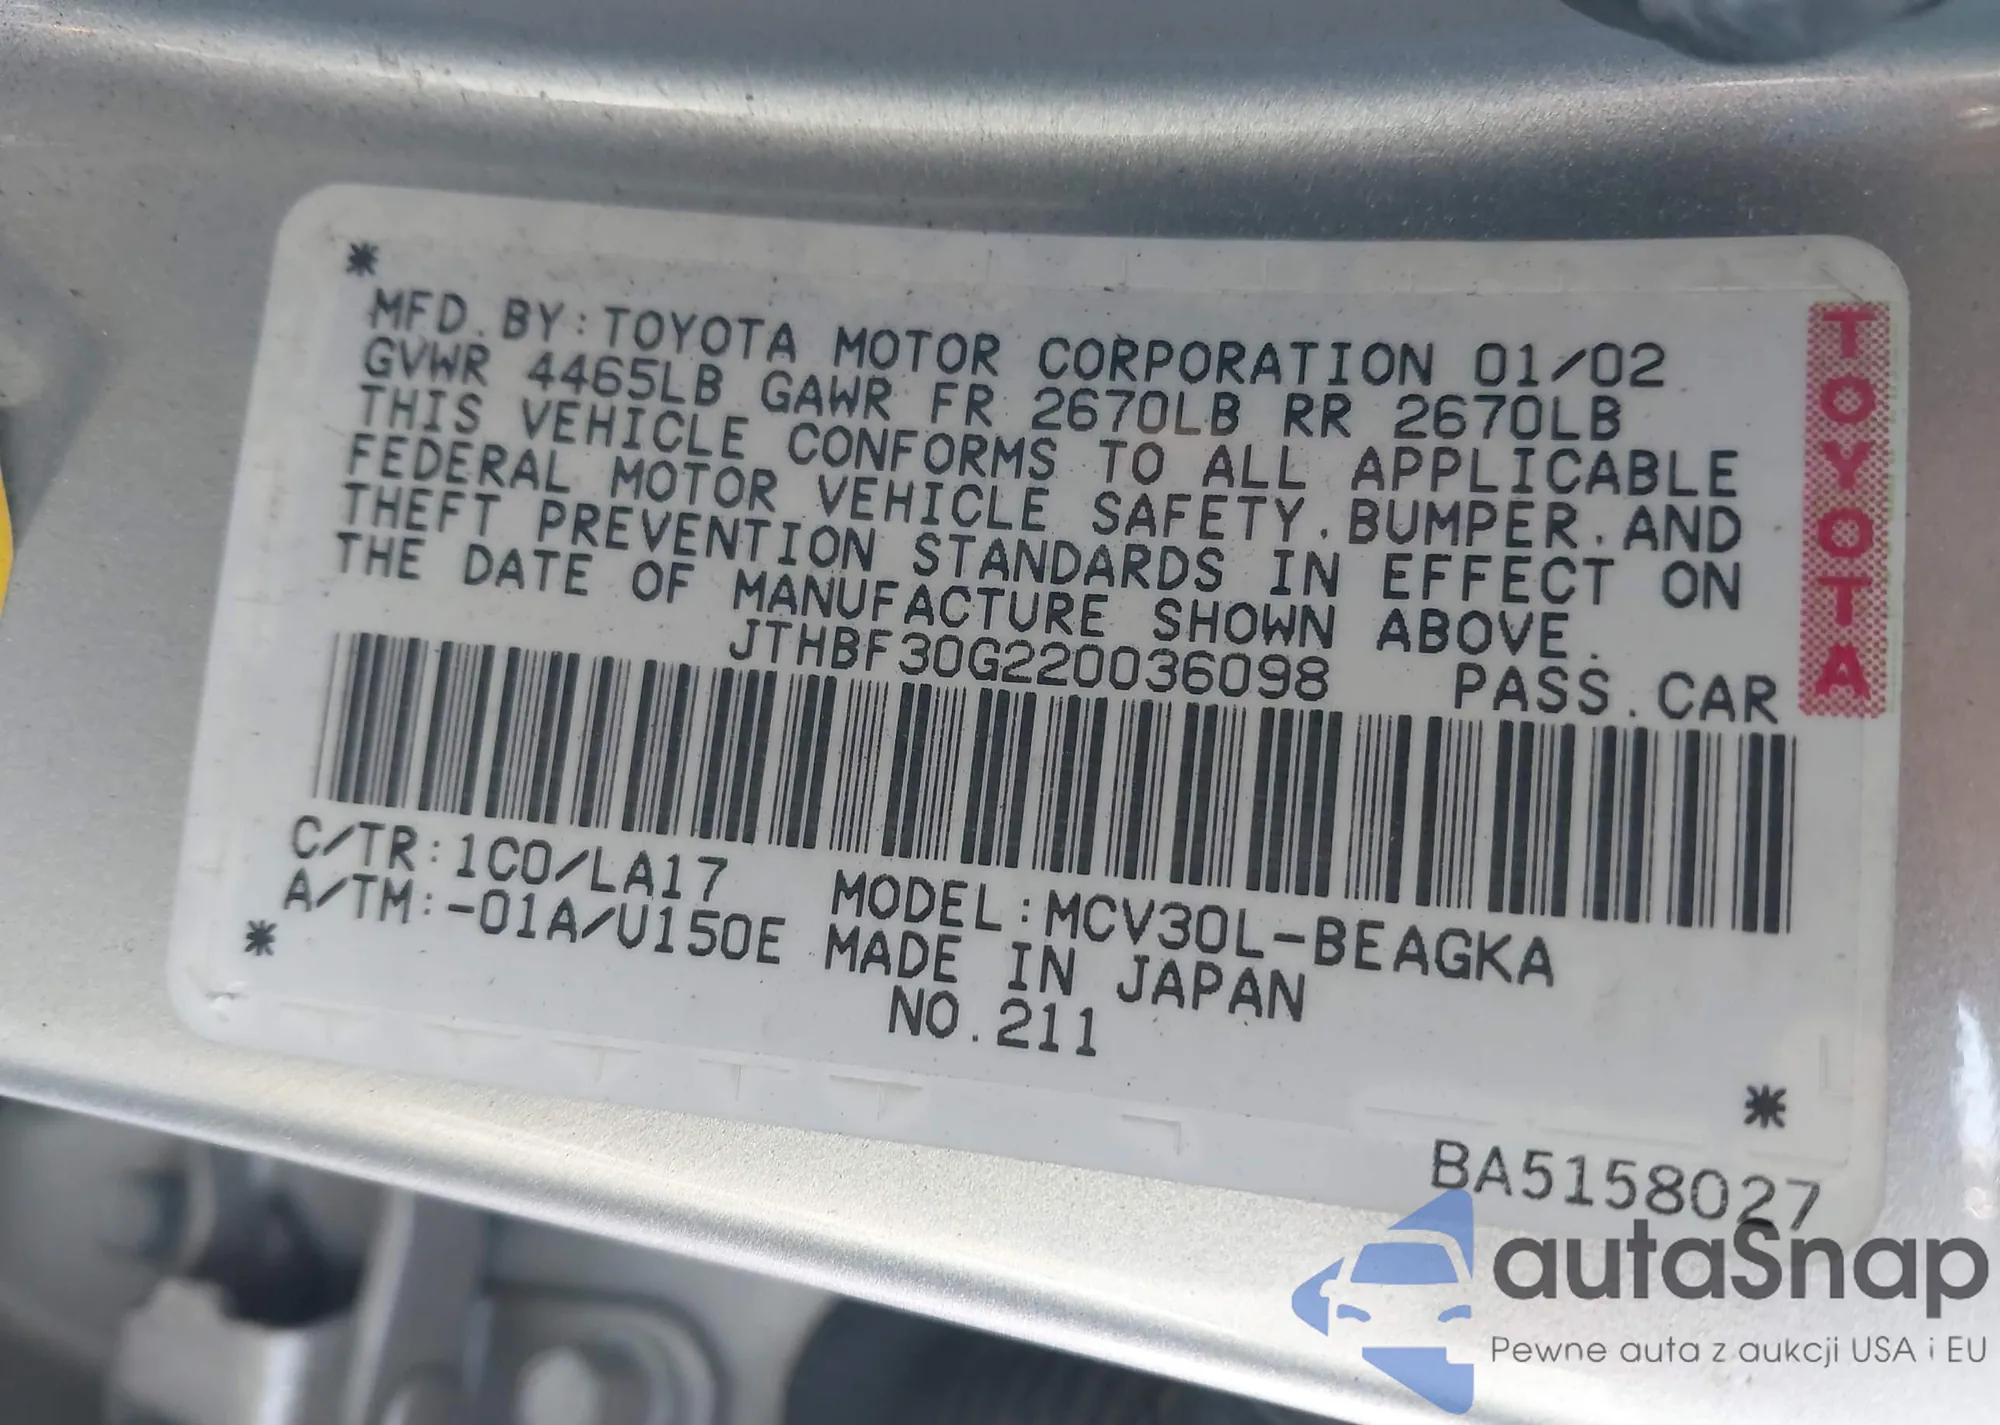 *
MFD. BY: TOYOTA MOTOR CORPORATION 01/02
GVWR 4465LB GAWR FR 2670LB RR 2670LB
THIS VEHICLE CONFORMS TO ALL APPLICABLE
FEDERAL MOTOR VEHICLE SAFETY. BUMPER. AND
THEFT PREVENTION STANDARDS IN EFFECT ON
THE DATE OF MANUFACTURE SHOWN ABOVE.
JTHBF30G220036098 PASS. CAR
TOYOTA
C/TR: 1C0/LA17 MODEL: MCV30L-BEAGKA
A/TM: -01A/U150E MADE IN JAPAN
* NO. 211
*
BA5158027
autaSnap
Pewne auta z aukcji USA i EU